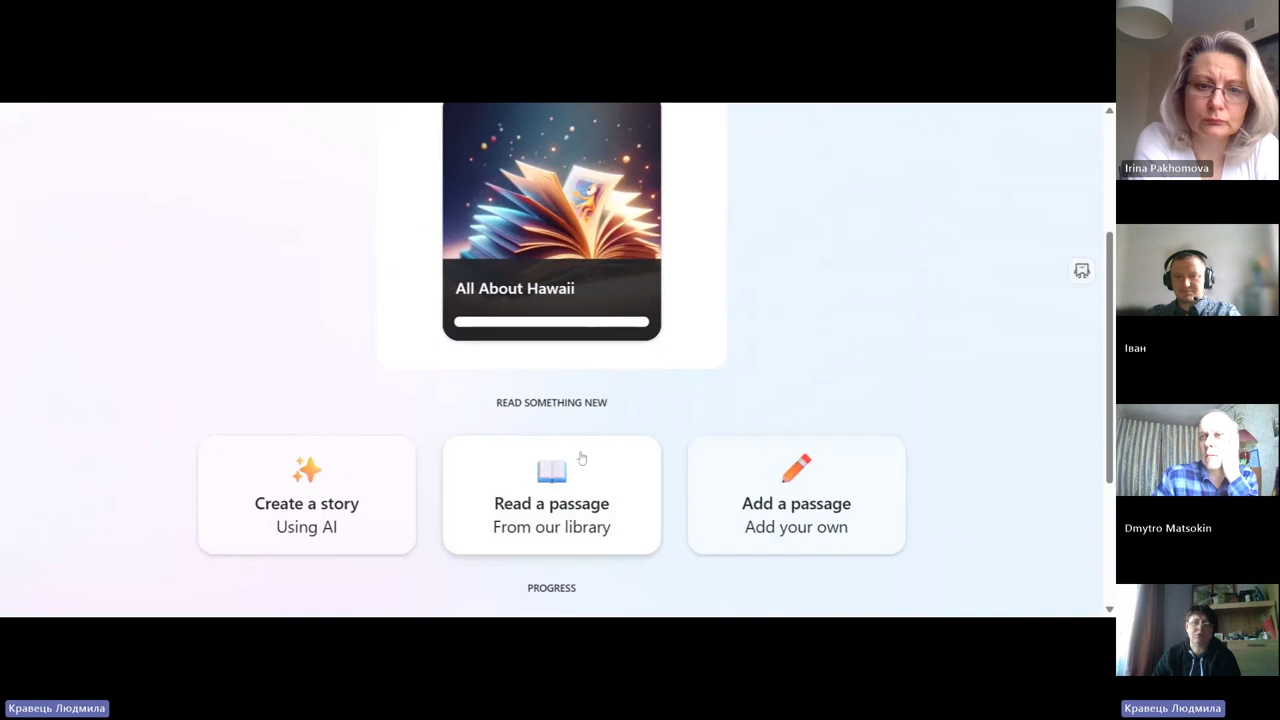 All About Hawaii
READ SOMETHING NEW
Create a story
Using AI
Read a passage
From our library
Add a passage
Add your own
PROGRESS
Кравець Людмила
Irina Pakhomova
Іван
Dmytro Matsokin
Кравець Людмила